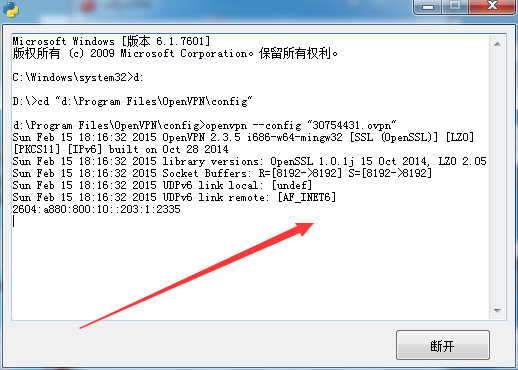 Microsoft Windows [版本 6.1.7601]
版权所有 (c) 2009 Microsoft Corporation。保留所有权利。
C:\Windows\system32>d:
D:\>cd "d:\Program Files\OpenVPN\config"
d:\Program Files\OpenVPN\config>openvpn --config "30754431.ovpn"
Sun Feb 15 18:16:32 2015 OpenVPN 2.3.5 i686-w64-mingw32 [SSL (OpenSSL)] [LZO]
[PKCS11] [IPv6] built on Oct 28 2014
Sun Feb 15 18:16:32 2015 library versions: OpenSSL 1.0.1j 15 Oct 2014, LZO 2.05
Sun Feb 15 18:16:32 2015 Socket Buffers: R=[8192->8192] S=[8192->8192]
Sun Feb 15 18:16:32 2015 UDPv6 link local: [undef]
Sun Feb 15 18:16:32 2015 UDPv6 link remote: [AF_INET6]
2604:a880:800:10::203:1:2335
断开